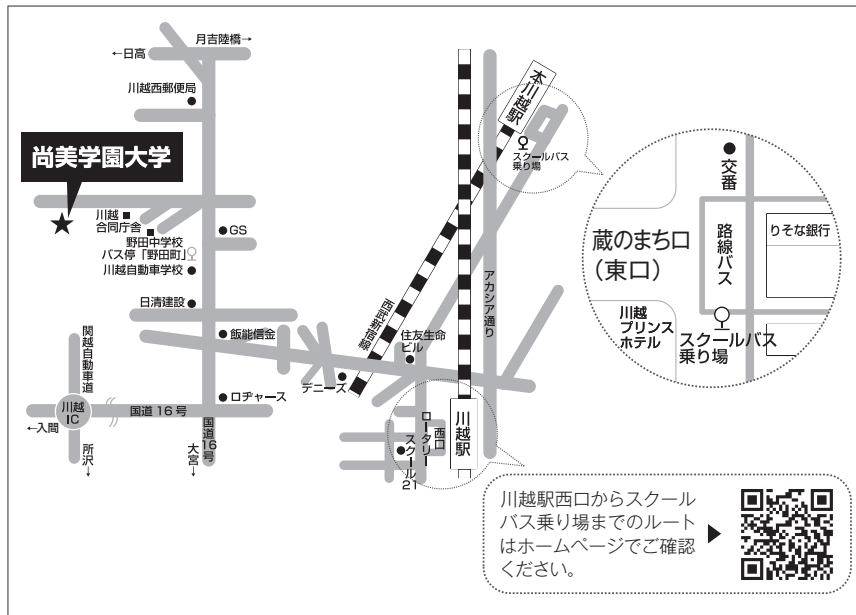 月吉陸橋→
←日高
川越西郵便局
尚美学園大学
川越
合同庁舎
GS
野田中学校
バス停「野田町」
川越自動車学校
日清建設
飯能信金
関越自動車道
川越
IC
国道16号
ロヂャース
←入間
所沢→
国道16号
大宮→
本川越駅
スクールバス
乗り場
西武新宿線
アカシア通り
住友生命
ビル
デニーズ
川越駅
西口
ロータリー
スクール21
交番
蔵のまち口
(東口)
路線バス
りそな銀行
川越
プリンス
ホテル
スクールバス
乗り場
川越駅西口からスクール
バス乗り場までのルート
はホームページでご確認
ください。